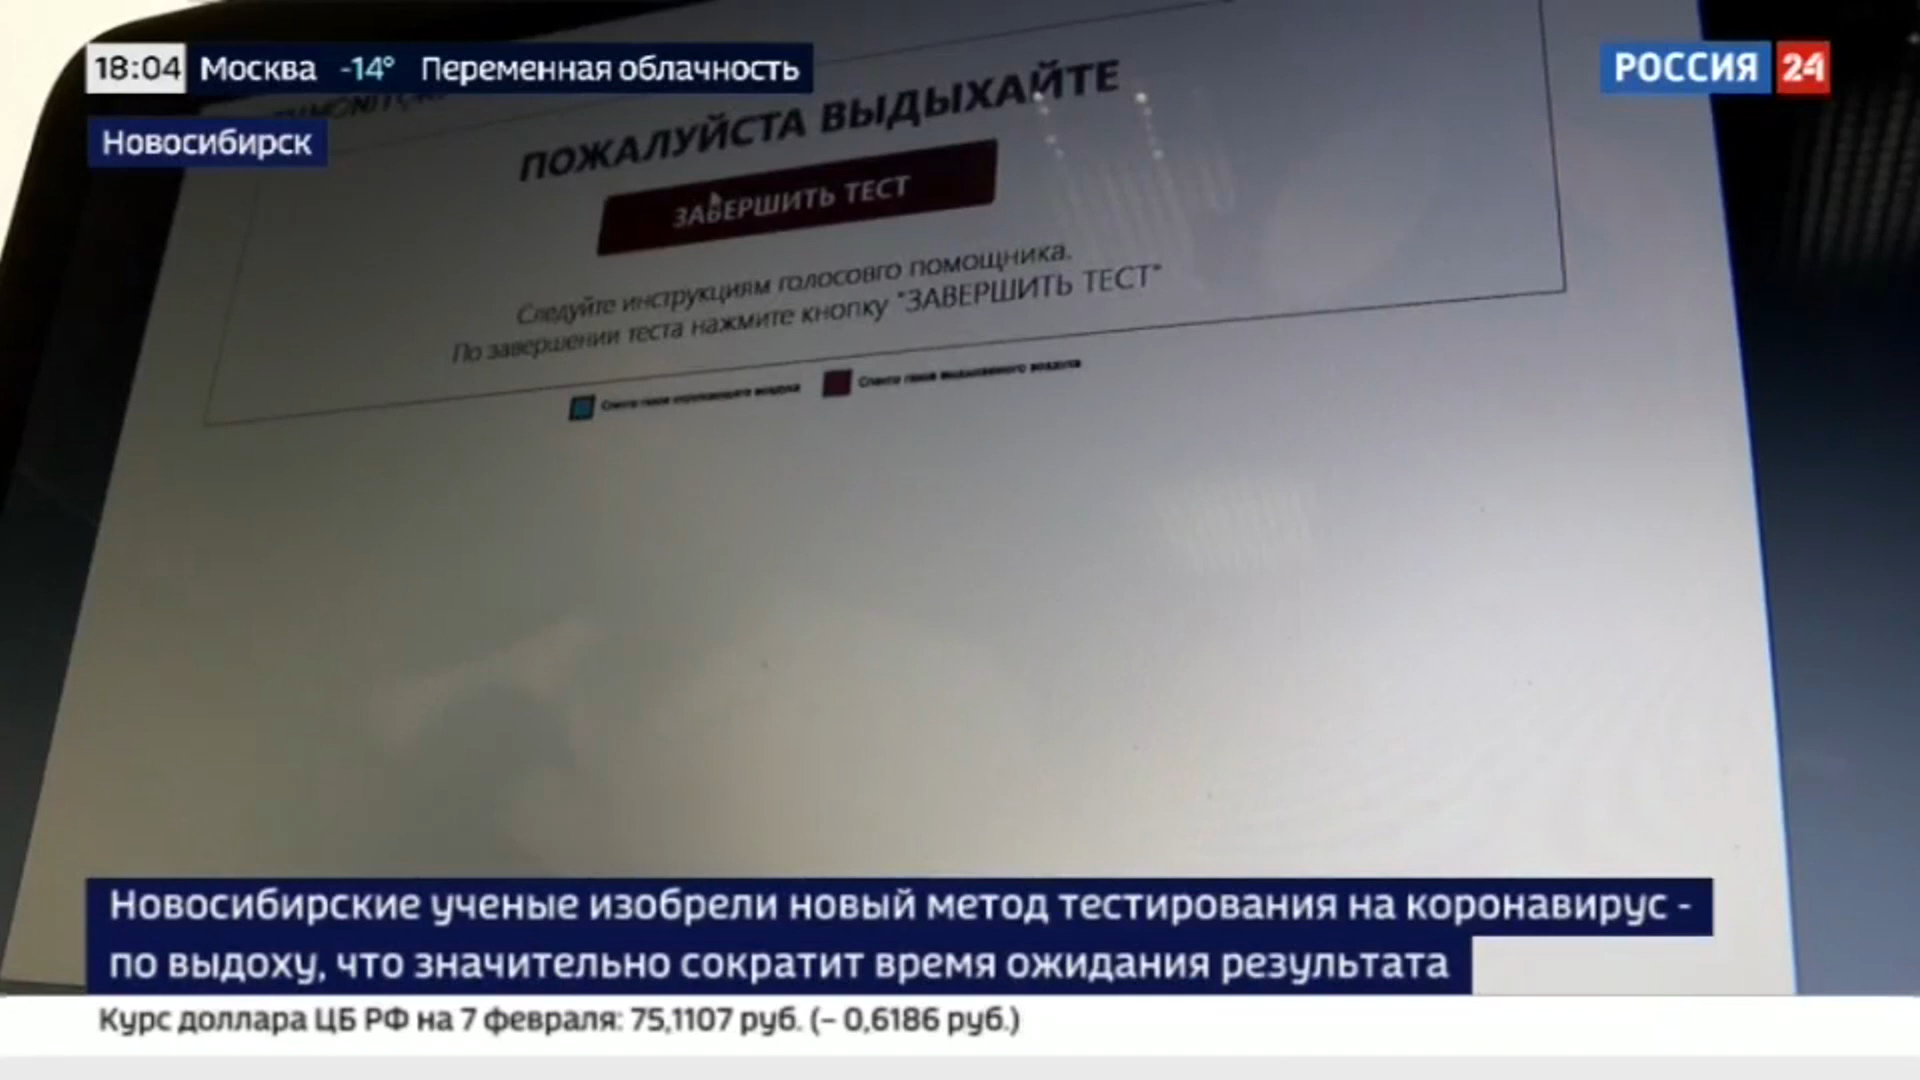 18:04 Москва -14° Переменная облачность
РОССИЯ 24
Новосибирск
ПОЖАЛУЙСТА ВЫДЫХАЙТЕ
ЗАВЕРШИТЬ ТЕСТ
Следуйте инструкциям голосовго помощника.
По завершении теста нажмите кнопку "ЗАВЕРШИТЬ ТЕСТ"
Новосибирские ученые изобрели новый метод тестирования на коронавирус -
по выдоху, что значительно сократит время ожидания результата
Курс доллара ЦБ РФ на 7 февраля: 75,1107 руб. (– 0,6186 руб.)